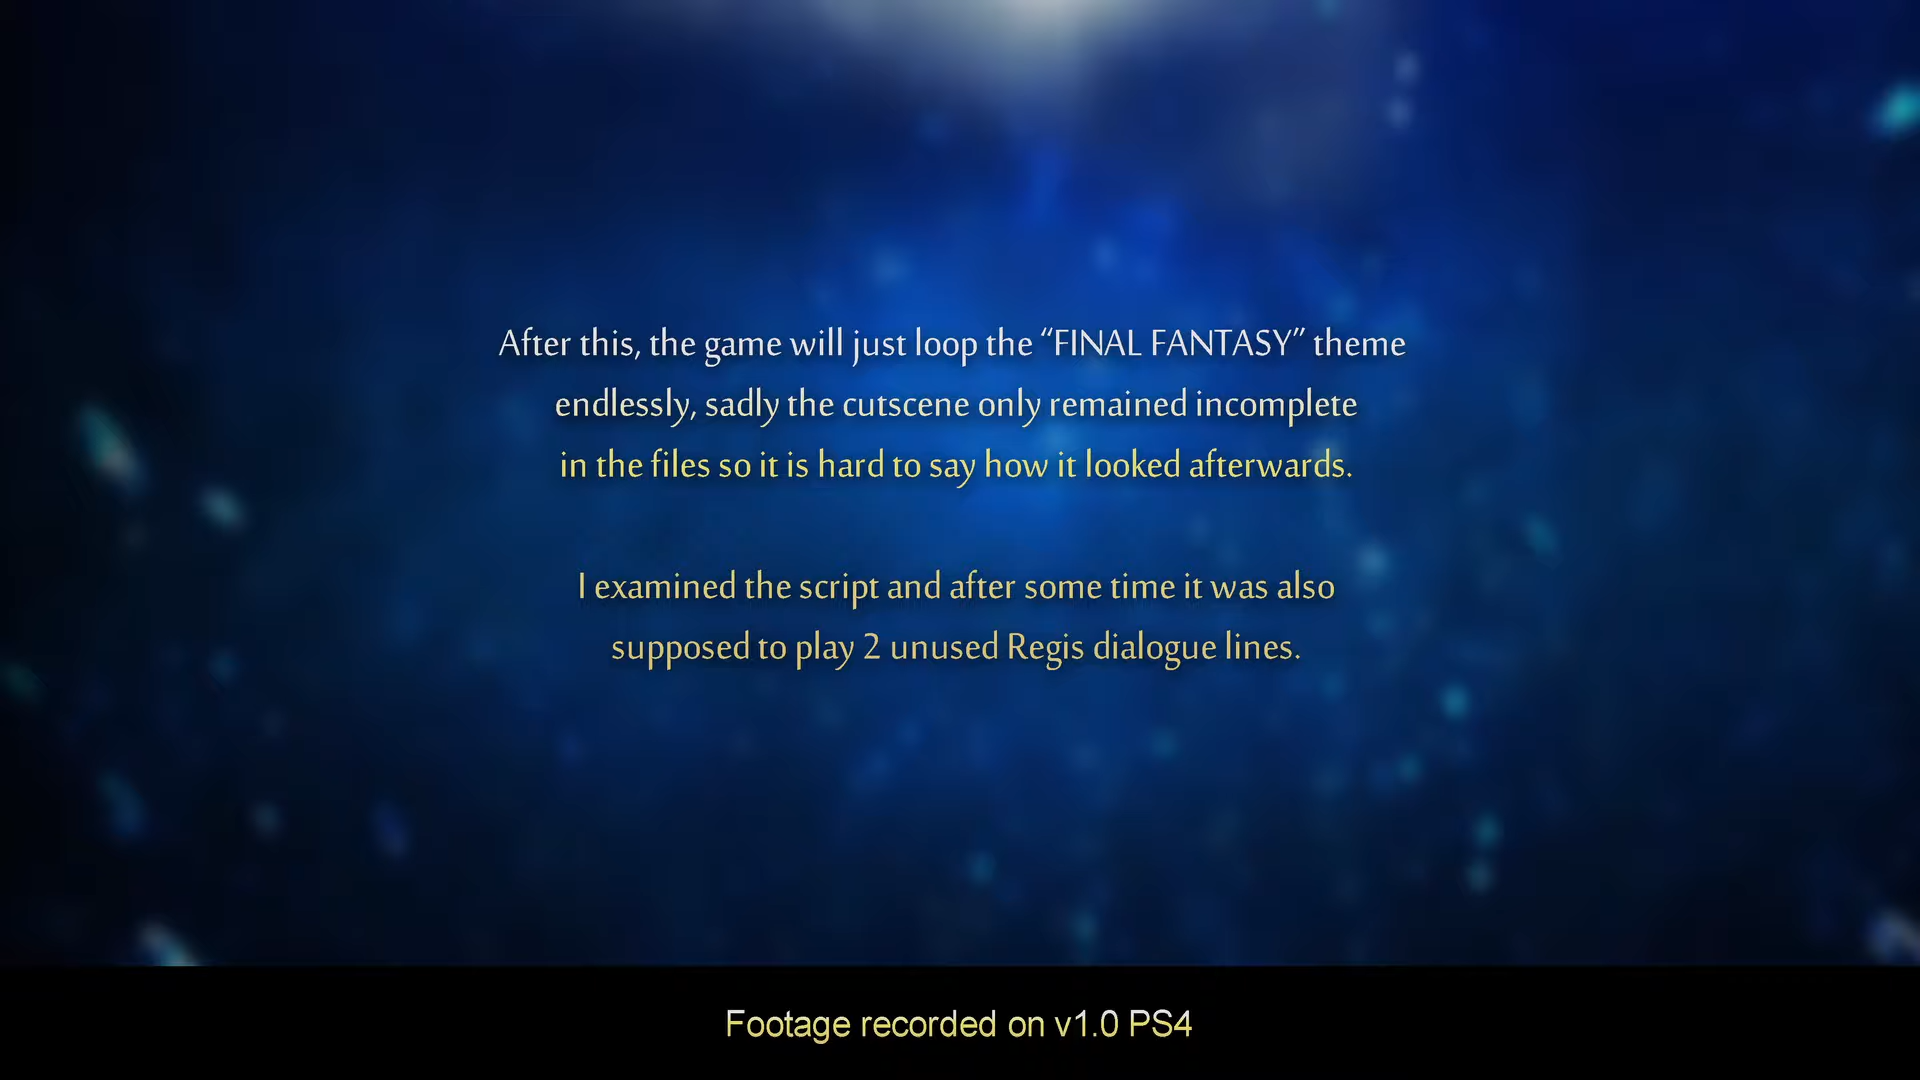 After this, the game will just loop the “FINAL FANTASY” theme
endlessly, sadly the cutscene only remained incomplete
in the files so it is hard to say how it looked afterwards.
I examined the script and after some time it was also
supposed to play 2 unused Regis dialogue lines.
Footage recorded on v1.0 PS4